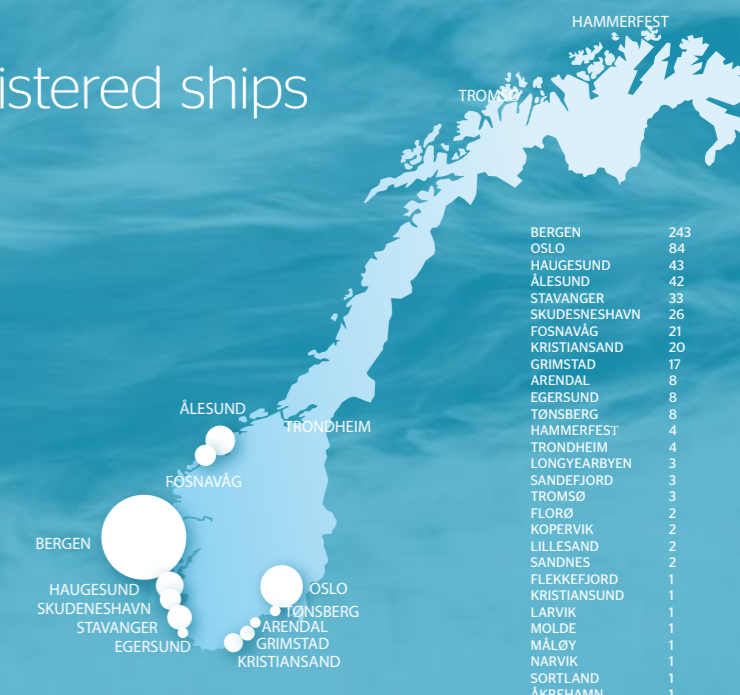 istered ships
HAMMERFEST
TROMSØ
ÅLESUND
TRONDHEIM
FOSNAVÅG
BERGEN
HAUGESUND
SKUDENESHAVN
STAVANGER
EGERSUND
OSLO
TØNSBERG
ARENDAL
GRIMSTAD
KRISTIANSAND
BERGEN 243
OSLO 84
HAUGESUND 43
ÅLESUND 42
STAVANGER 33
SKUDESNESHAVN 26
FOSNAVÅG 21
KRISTIANSAND 20
GRIMSTAD 17
ARENDAL 8
EGERSUND 8
TØNSBERG 8
HAMMERFEST 4
TRONDHEIM 4
LONGYEARBYEN 3
SANDEFJORD 3
TROMSØ 3
FLORØ 2
KOPERVIK 2
LILLESAND 2
SANDNES 2
FLEKKEFJORD 1
KRISTIANSUND 1
LARVIK 1
MOLDE 1
MÅLØY 1
NARVIK 1
SORTLAND 1
ÅKREHAMN 1